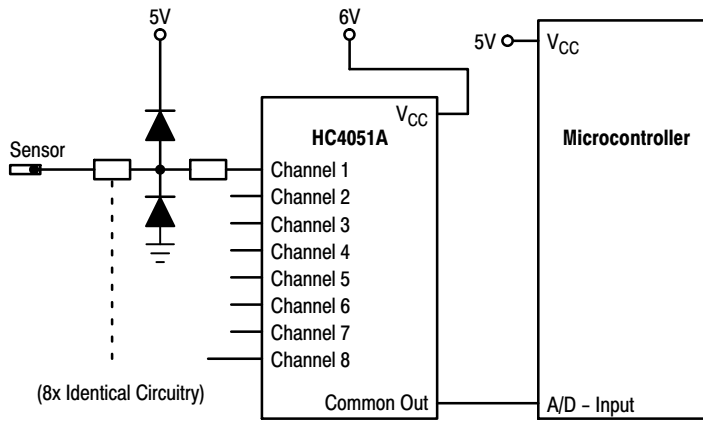 5V
6V
5V
VCC
VCC
HC4051A
Microcontroller
Sensor
Channel 1
Channel 2
Channel 3
Channel 4
Channel 5
Channel 6
Channel 7
Channel 8
(8x Identical Circuitry)
Common Out
A/D – Input